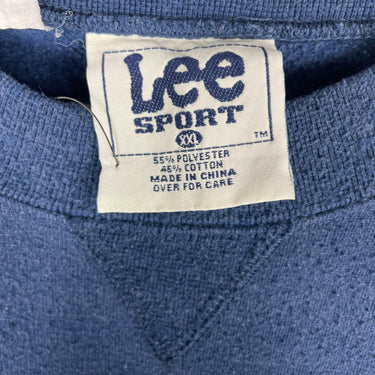 Lee
SPORT
XXL
TM
55% POLYESTER
45% COTTON
MADE IN CHINA
OVER FOR CARE